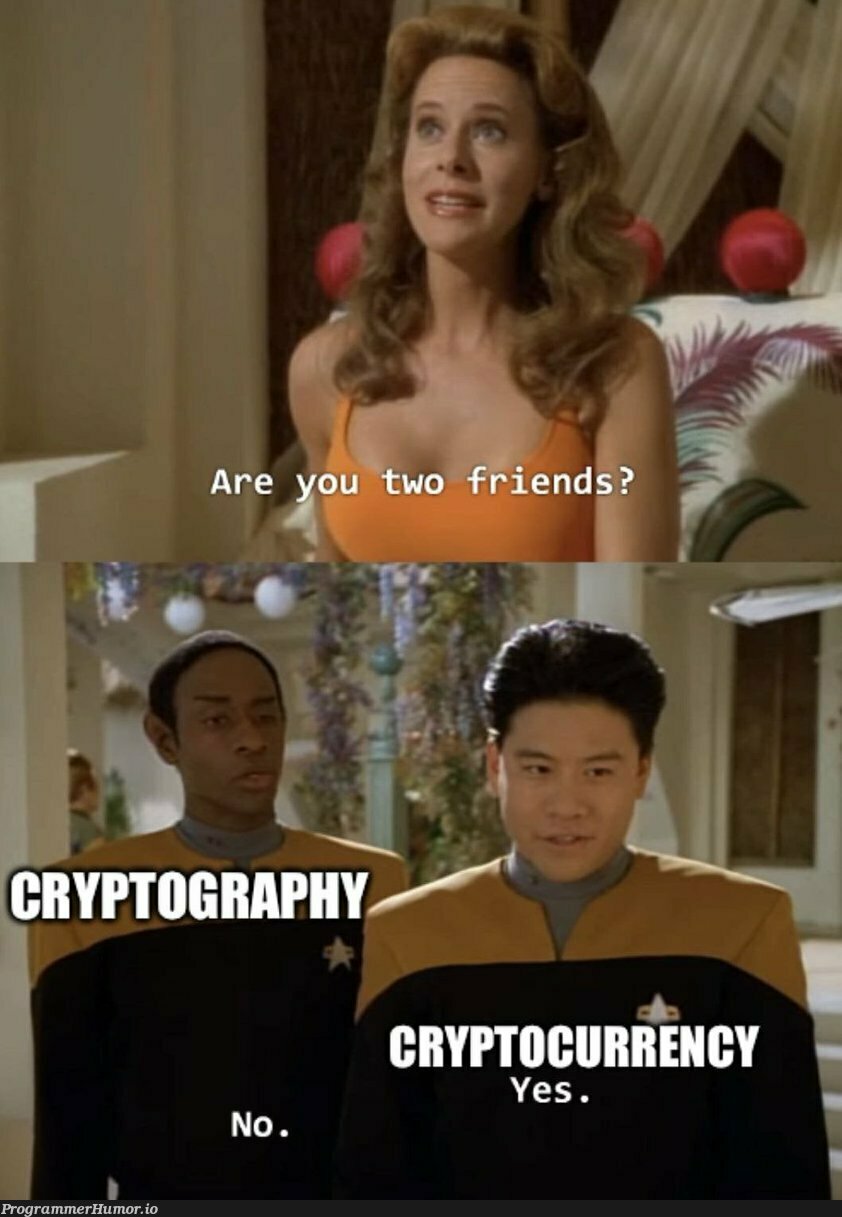 Are you two friends?
CRYPTOGRAPHY
CRYPTOCURRENCY
Yes.
No.
ProgrammerHumor.io